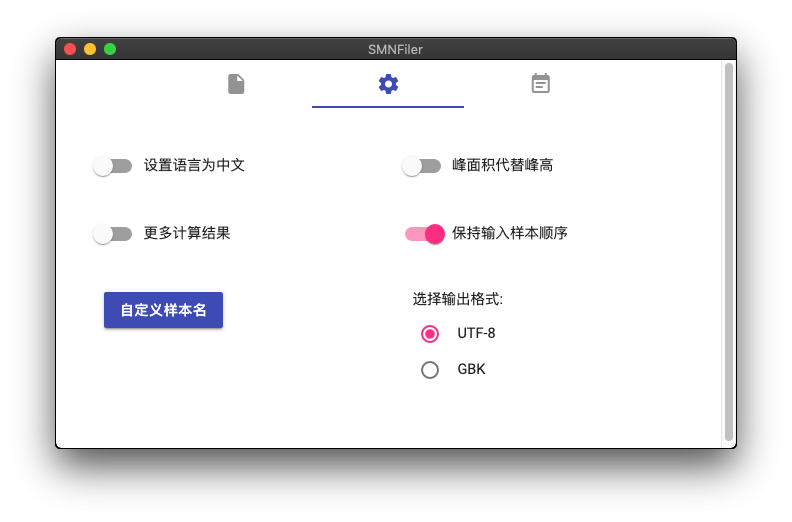 SMNFiler
设置语言为中文
峰面积代替峰高
更多计算结果
保持输入样本顺序
自定义样本名
选择输出格式:
UTF-8
GBK